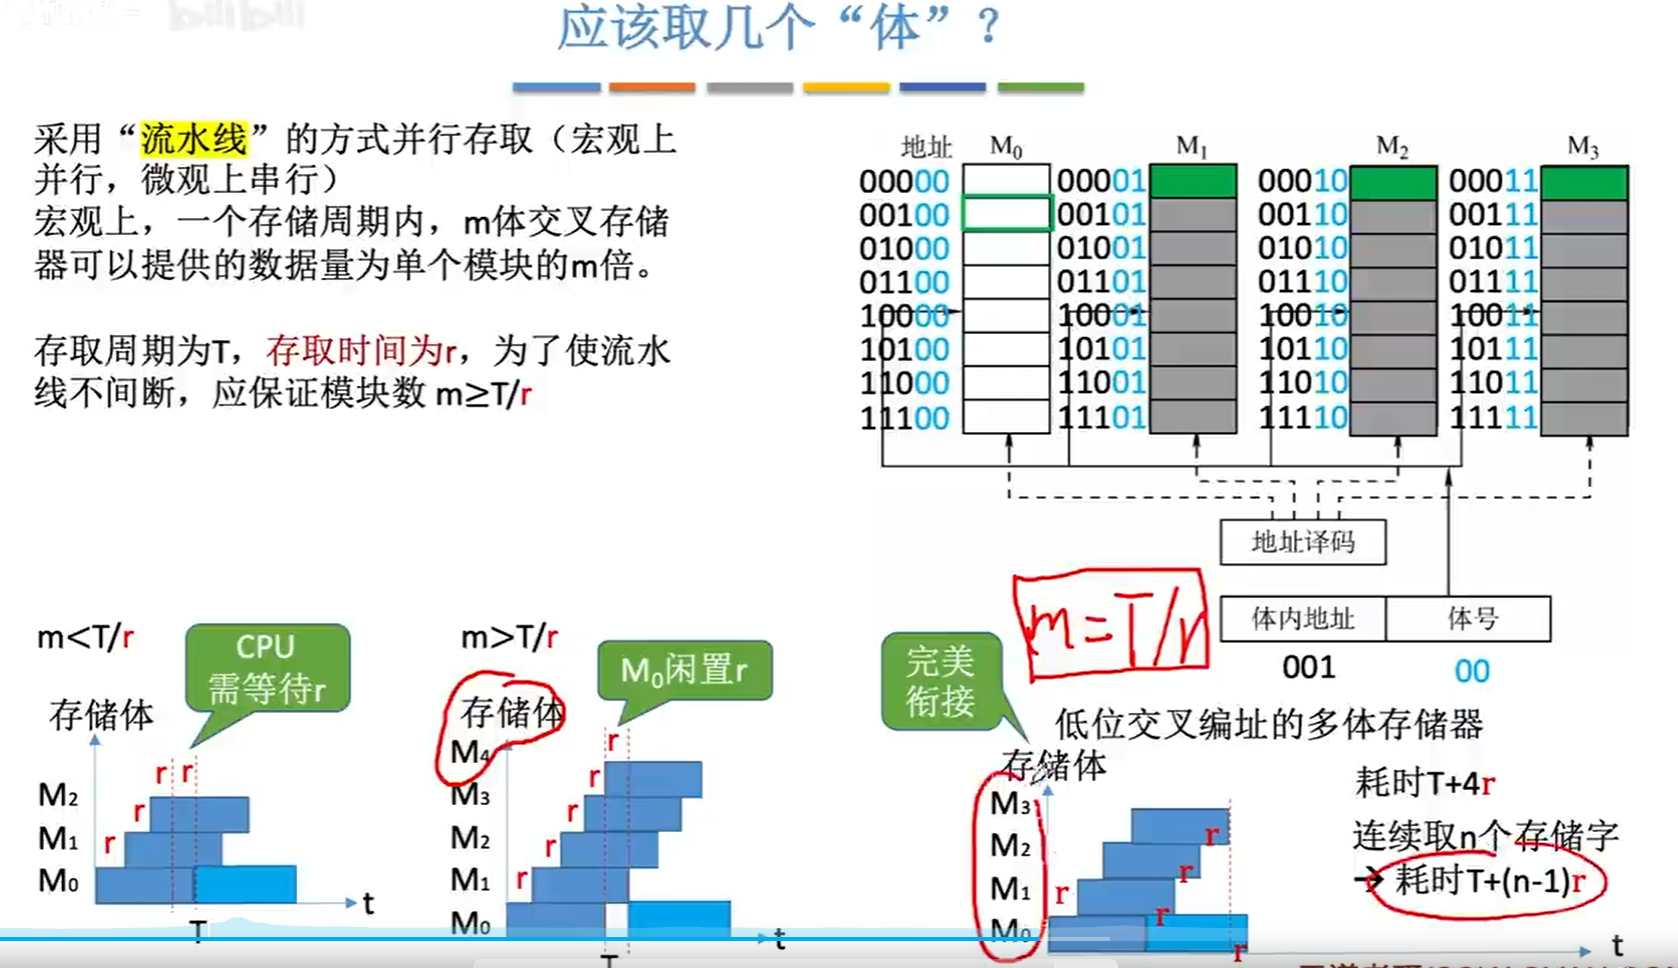 bilibili
应该取几个“体”？
采用“流水线”的方式并行存取（宏观上
并行，微观上串行）
宏观上，一个存储周期内，m体交叉存储
器可以提供的数据量为单个模块的m倍。
存取周期为T，存取时间为r，为了使流水
线不间断，应保证模块数 m≥T/r
地址 M₀ M₁ M₂ M₃
00000 00001 00010 00011
00100 00101 00110 00111
01000 01001 01010 01011
01100 01101 01110 01111
10000 10001 10010 10011
10100 10101 10110 10111
11000 11001 11010 11011
11100 11101 11110 11111
地址译码
体内地址 体号
001 00
m=T/r
低位交叉编址的多体存储器
m<T/r
CPU
需等待r
存储体
r r
M₂ r
M₁ r
M₀
t
T
m>T/r
M₀闲置r
存储体
M₄ r
M₃ r
M₂ r
M₁ r
M₀
t
T
完美
衔接
存储体
M₃ r
M₂ r
M₁ r r
M₀ r
t
耗时T+4r
连续取n个存储字
→ 耗时T+(n-1)r